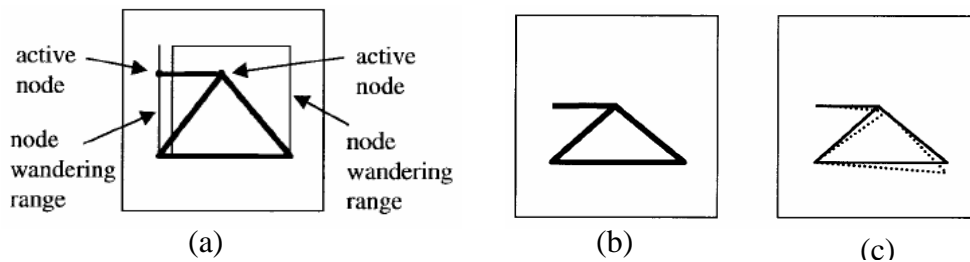 active
node
node
wandering
range
active
node
node
wandering
range
(a)
(b)
(c)